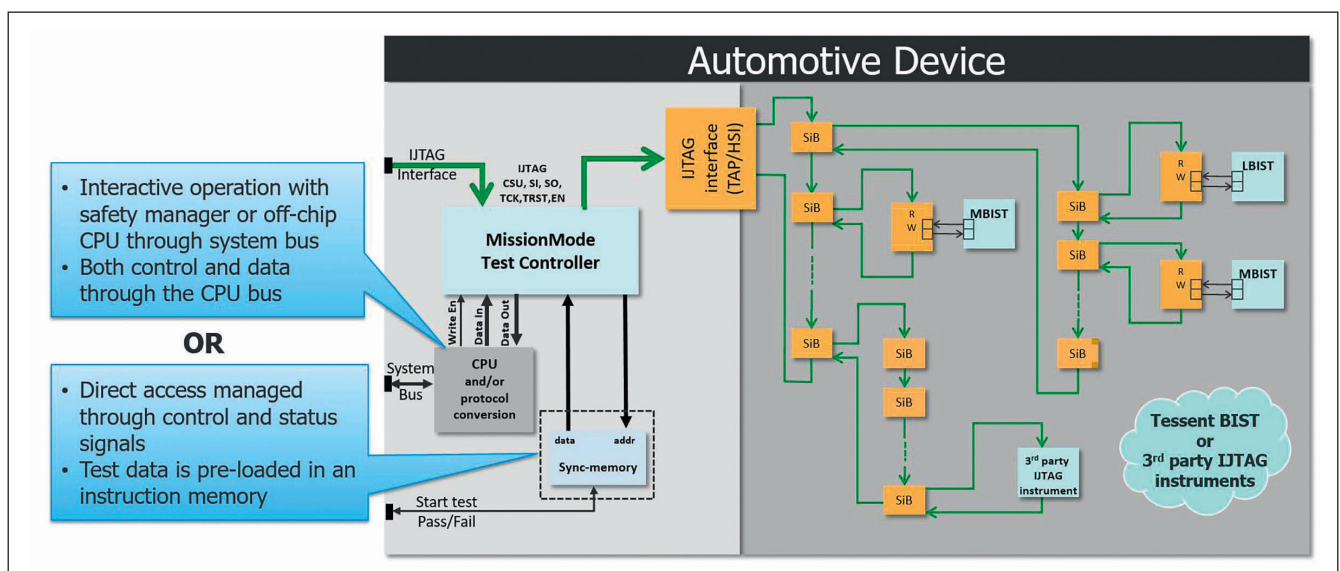 Automotive Device
• Interactive operation with
safety manager or off-chip
CPU through system bus
• Both control and data
through the CPU bus
OR
• Direct access managed
through control and status
signals
• Test data is pre-loaded in an
instruction memory
IJTAG
Interface
IJTAG
CSU, SI, SO,
TCK,TRST,EN
MissionMode
Test Controller
Write En
Data In
Data Out
System
Bus
CPU
and/or
protocol
conversion
data addr
Sync-memory
Start test
Pass/Fail
IJTAG
interface
(TAP/HSI)
SiB
SiB
R
W
MBIST
SiB
SiB
SiB
SiB
3rd party
IJTAG
instrument
SiB
R
W
LBIST
SiB
R
W
MBIST
SiB
Tessent BIST
or
3rd party IJTAG
instruments